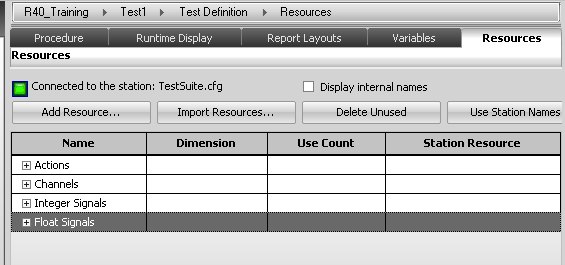 R40_Training Test1 Test Definition Resources
Procedure Runtime Display Report Layouts Variables Resources
Resources
Connected to the station: TestSuite.cfg Display internal names
Add Resource... Import Resources... Delete Unused Use Station Names
Name Dimension Use Count Station Resource
Actions
Channels
Integer Signals
Float Signals